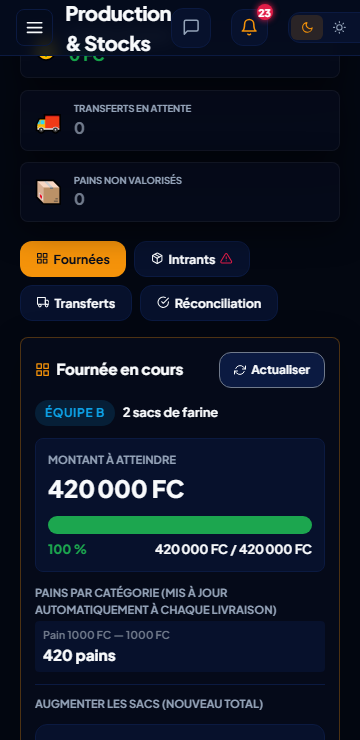 Production
& Stocks
23
0 FC
TRANSFERTS EN ATTENTE
0
PAINS NON VALORISÉS
0
Fournées
Intrants
Transferts
Réconciliation
Fournée en cours
Actualiser
ÉQUIPE B
2 sacs de farine
MONTANT À ATTEINDRE
420 000 FC
100 %
420 000 FC / 420 000 FC
PAINS PAR CATÉGORIE (MIS À JOUR
AUTOMATIQUEMENT À CHAQUE LIVRAISON)
Pain 1000 FC — 1000 FC
420 pains
AUGMENTER LES SACS (NOUVEAU TOTAL)